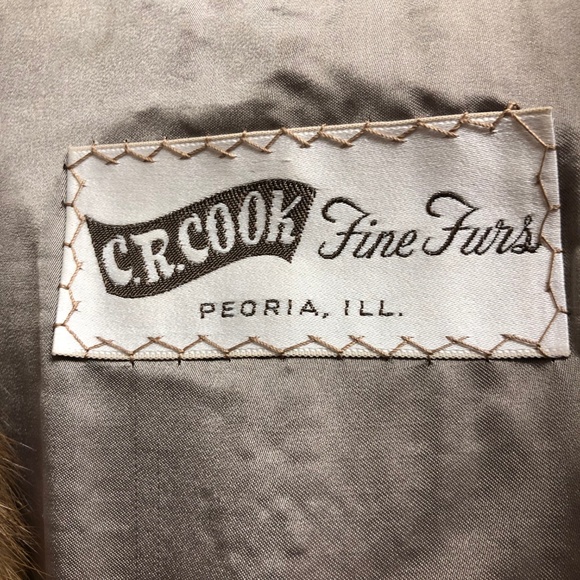 C.R.COOK Fine Furs
PEORIA, ILL.